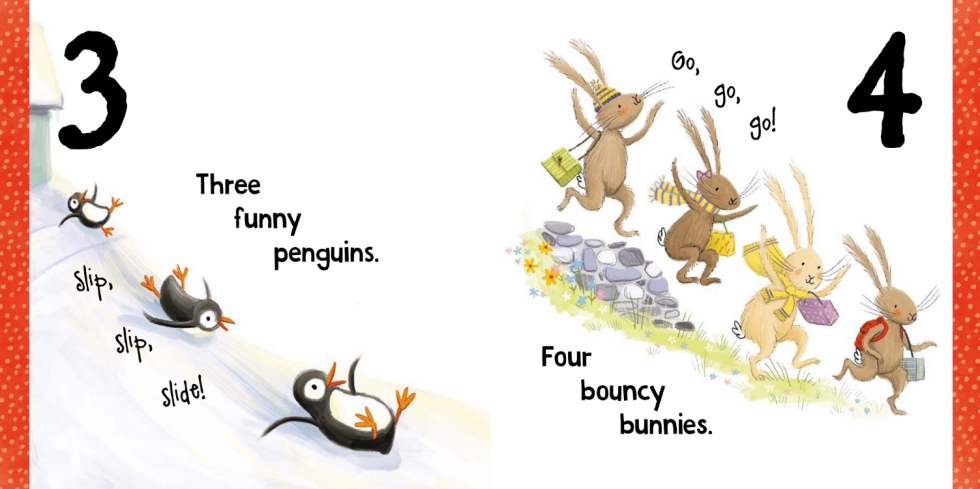 3
Three
funny
penguins.
slip,
slip,
slide!
4
Go,
go,
go!
Four
bouncy
bunnies.